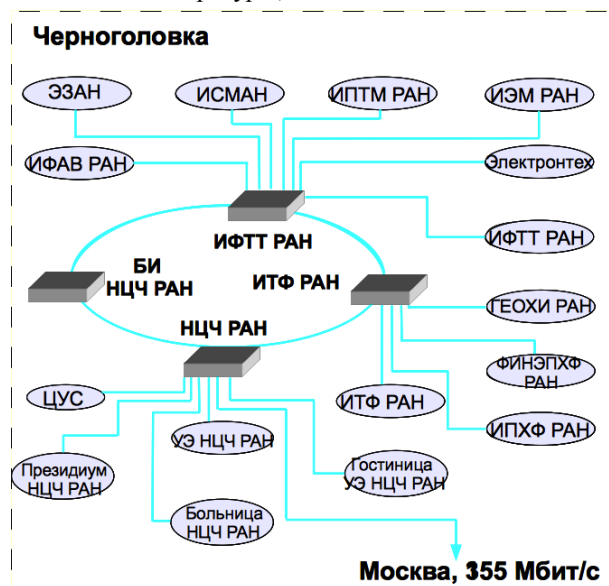 Черноголовка
ЭЗАН
ИСМАН
ИПТМ РАН
ИЭМ РАН
ИФАВ РАН
Электронтех
ИФТТ РАН
ИФТТ РАН
БИ
НЦЧ РАН
ИТФ РАН
НЦЧ РАН
ГЕОХИ РАН
ФИНЭПХФ
РАН
ЦУС
ИТФ РАН
ИПХФ РАН
УЭ НЦЧ РАН
Президиум
НЦЧ РАН
Гостиница
УЭ НЦЧ РАН
Больница
НЦЧ РАН
Москва, 355 Мбит/с